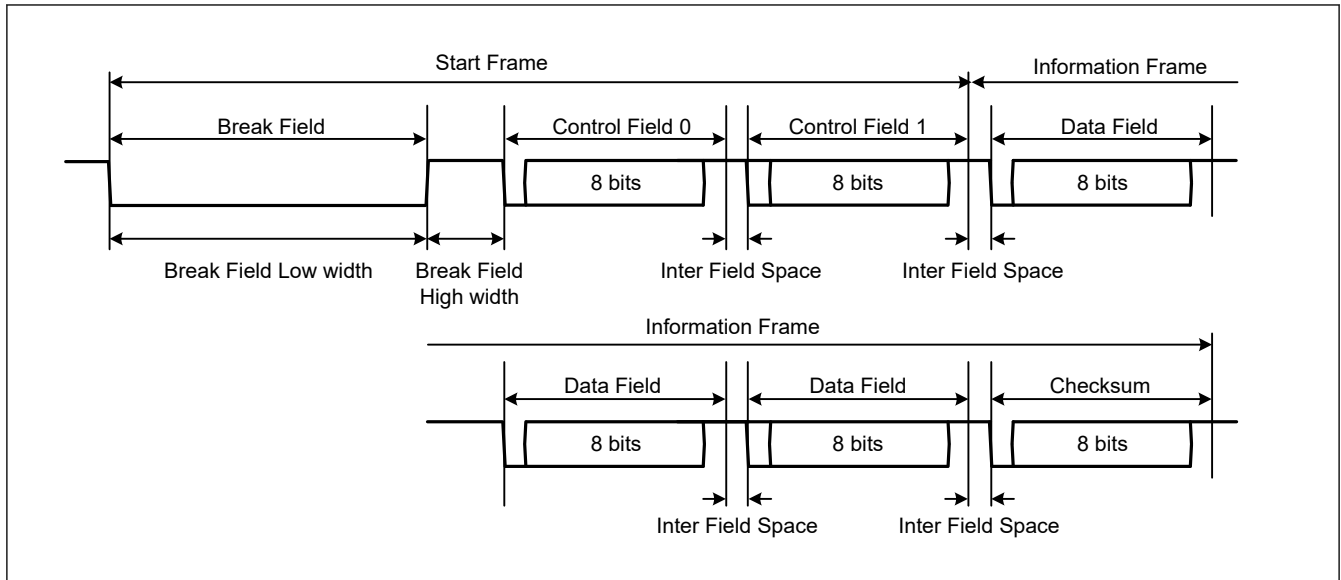 Start Frame
Information Frame
Break Field
Control Field 0
Control Field 1
Data Field
8 bits
8 bits
8 bits
Break Field Low width
Break Field
High width
Inter Field Space
Inter Field Space
Information Frame
Data Field
Data Field
Checksum
8 bits
8 bits
8 bits
Inter Field Space
Inter Field Space